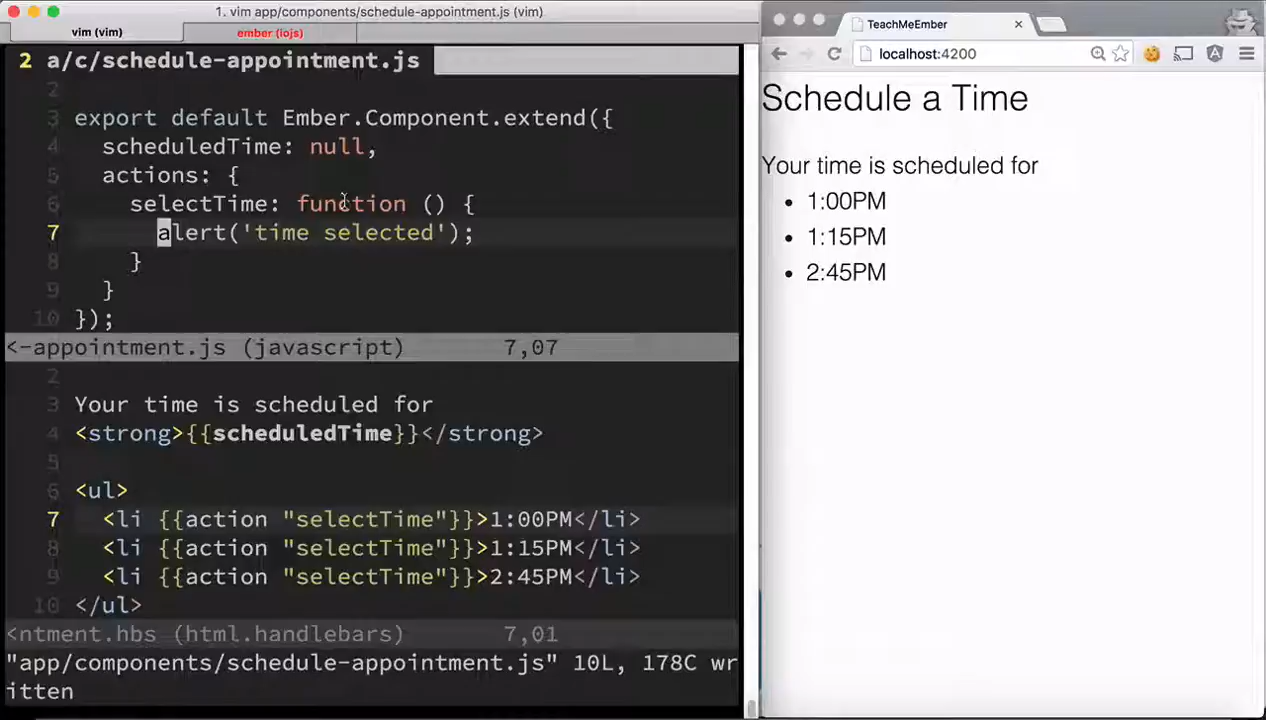 1. vim app/components/schedule-appointment.js (vim)
vim (vim)
ember (iojs)
2 a/c/schedule-appointment.js
2
3 export default Ember.Component.extend({
4 scheduledTime: null,
5 actions: {
6 selectTime: function () {
7 alert('time selected');
8 }
9 }
10 });
<-appointment.js (javascript) 7,07
2
3 Your time is scheduled for
4 <strong>{{scheduledTime}}</strong>
5
6 <ul>
7 <li {{action "selectTime"}}>1:00PM</li>
8 <li {{action "selectTime"}}>1:15PM</li>
9 <li {{action "selectTime"}}>2:45PM</li>
10 </ul>
<ntment.hbs (html.handlebars) 7,01
"app/components/schedule-appointment.js" 10L, 178C wr
itten
TeachMeEmber
localhost:4200
Schedule a Time
Your time is scheduled for
• 1:00PM
• 1:15PM
• 2:45PM